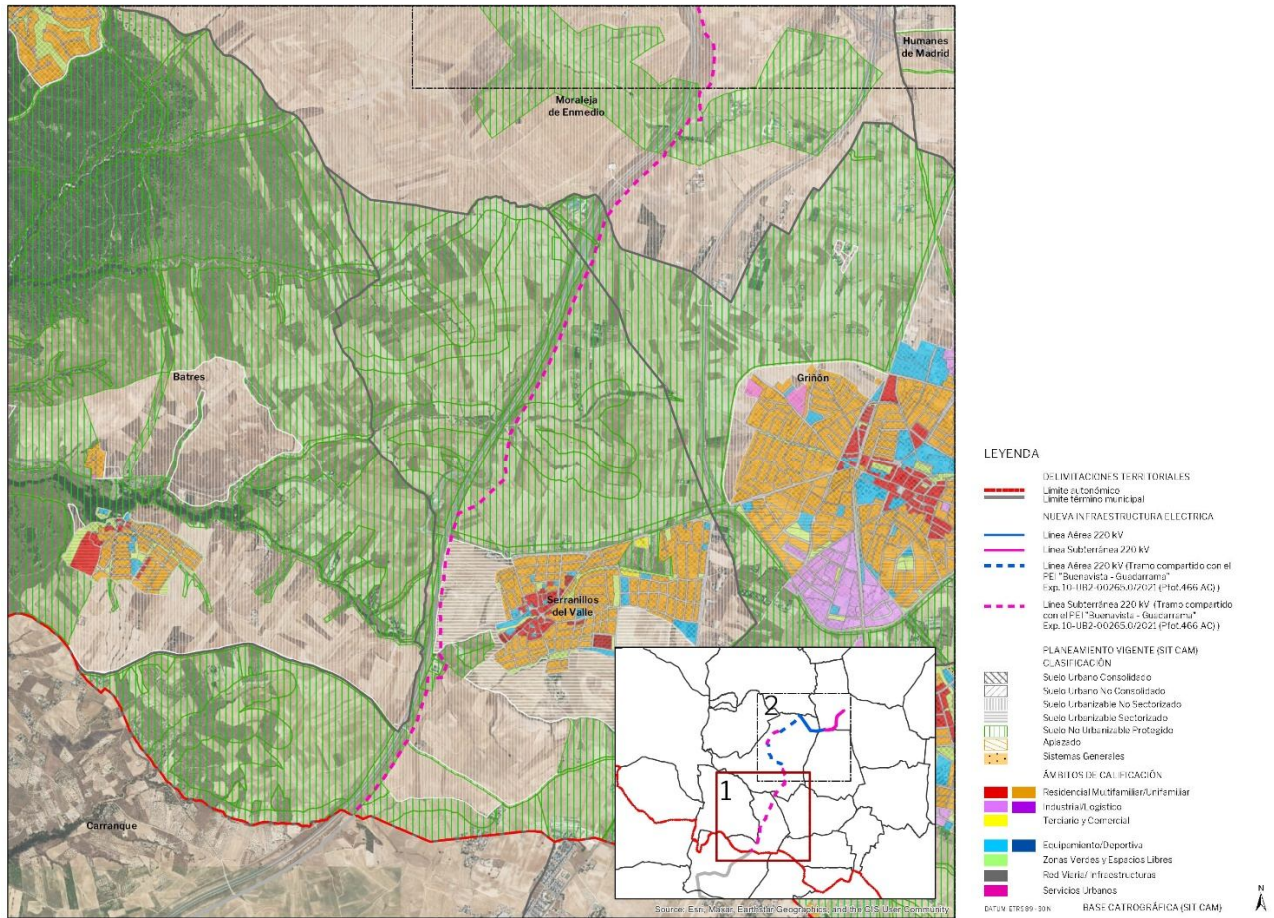 Humanes
de Madrid
Moraleja
de Enmedio
Batres
Griñón
Serranillos
del Valle
Carranque
2
1
Source: Esri, Maxar, Earthstar Geographics, and the GIS User Community
LEYENDA
DELIMITACIONES TERRITORIALES
Límite autonómico
Límite término municipal
NUEVA INFRAESTRUCTURA ELECTRICA
Línea Aérea 220 kV
Línea Subterránea 220 kV
Línea Aérea 220 kV (Tramo compartido con el
PEI "Buenavista - Guadarrama"
Exp. 10-UB2-00265.0/2021 (Pfot.466 AC) )
Línea Subterránea 220 kV (Tramo compartido
con el PEI "Buenavista - Guadarrama"
Exp. 10-UB2-00265.0/2021 (Pfot.466 AC) )
PLANEAMIENTO VIGENTE (SIT CAM)
CLASIFICACIÓN
Suelo Urbano Consolidado
Suelo Urbano No Consolidado
Suelo Urbanizable No Sectorizado
Suelo Urbanizable Sectorizado
Suelo No Urbanizable Protegido
Aplazado
Sistemas Generales
ÁMBITOS DE CALIFICACIÓN
Residencial Multifamiliar/Unifamiliar
Industrial/Logístico
Terciario y Comercial
Equipamiento/Deportiva
Zonas Verdes y Espacios Libres
Red Viaria/ Infraestructuras
Servicios Urbanos
DATUM ETRS89-30N
BASE CATROGRÁFICA (SIT CAM)
N